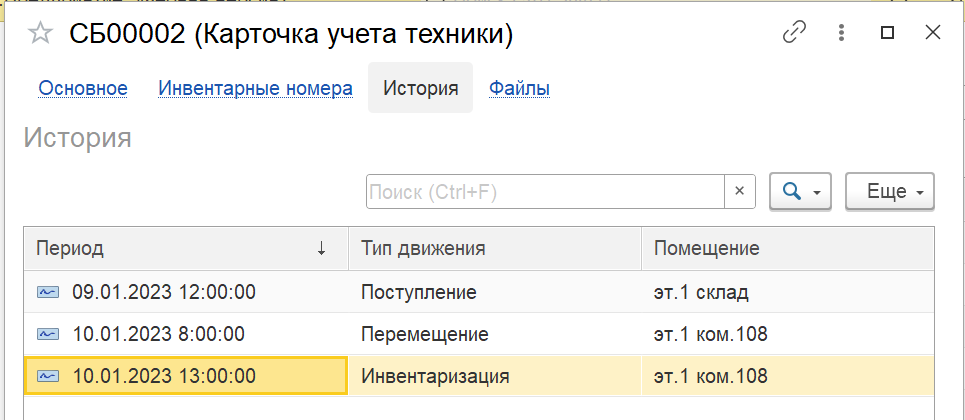 СБ00002 (Карточка учета техники)
Основное Инвентарные номера История Файлы
История
Поиск (Ctrl+F) × Еще
Период ↓ Тип движения Помещение
09.01.2023 12:00:00 Поступление эт.1 склад
10.01.2023 8:00:00 Перемещение эт.1 ком.108
10.01.2023 13:00:00 Инвентаризация эт.1 ком.108